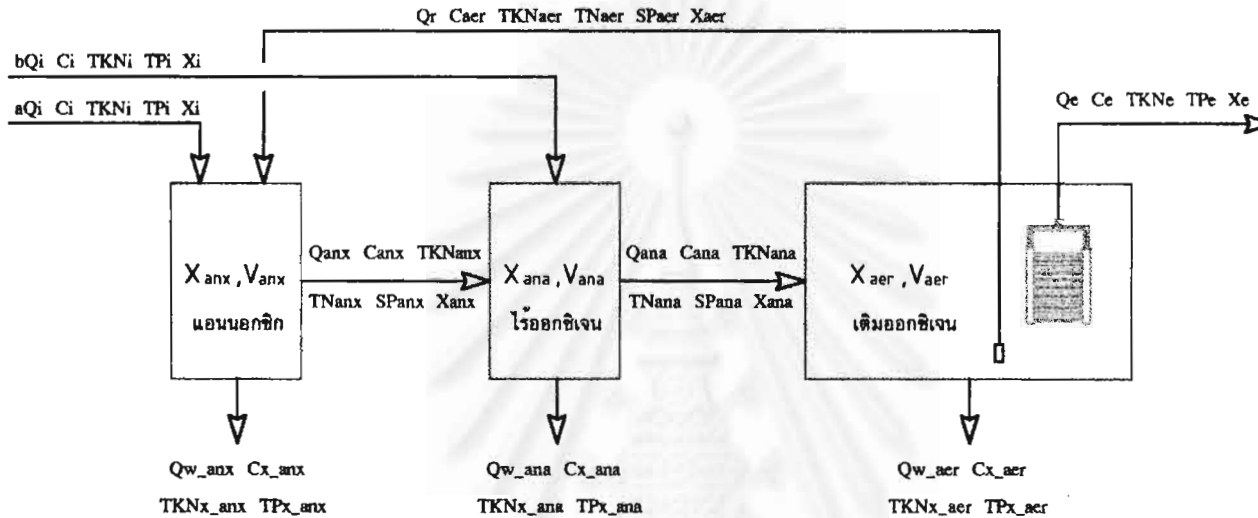 Qr Caer TKNaer TNaer SPaer Xaer
bQi Ci TKNi TPi Xi
aQi Ci TKNi TPi Xi
Qe Ce TKNe TPe Xe
Qanx Canx TKNanx
TNanx SPanx Xanx
Qana Cana TKNana
TNana SPana Xana
Xanx , Vanx
แอนนอกซิก
Xana , Vana
ไร้ออกซิเจน
Xaer , Vaer
เติมออกซิเจน
Qw_anx Cx_anx
TKNx_anx TPx_anx
Qw_ana Cx_ana
TKNx_ana TPx_ana
Qw_aer Cx_aer
TKNx_aer TPx_aer